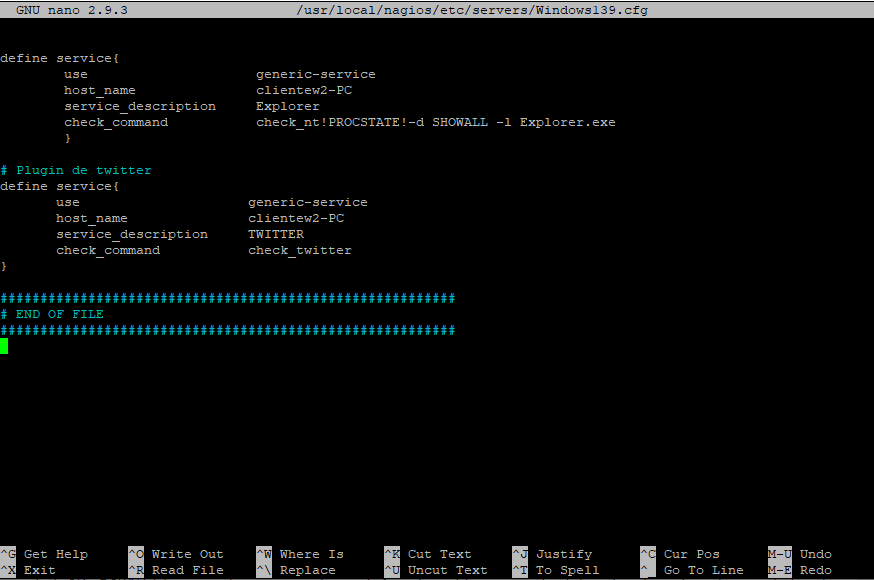 GNU nano 2.9.3 /usr/local/nagios/etc/servers/Windows139.cfg
define service{
use generic-service
host_name clientew2-PC
service_description Explorer
check_command check_nt!PROCSTATE!-d SHOWALL -l Explorer.exe
}
# Plugin de twitter
define service{
use generic-service
host_name clientew2-PC
service_description TWITTER
check_command check_twitter
}
#########################################################
# END OF FILE
#########################################################
^G Get Help ^O Write Out ^W Where Is ^K Cut Text ^J Justify ^C Cur Pos M-U Undo
^X Exit ^R Read File ^\ Replace ^U Uncut Text ^T To Spell ^_ Go To Line M-E Redo